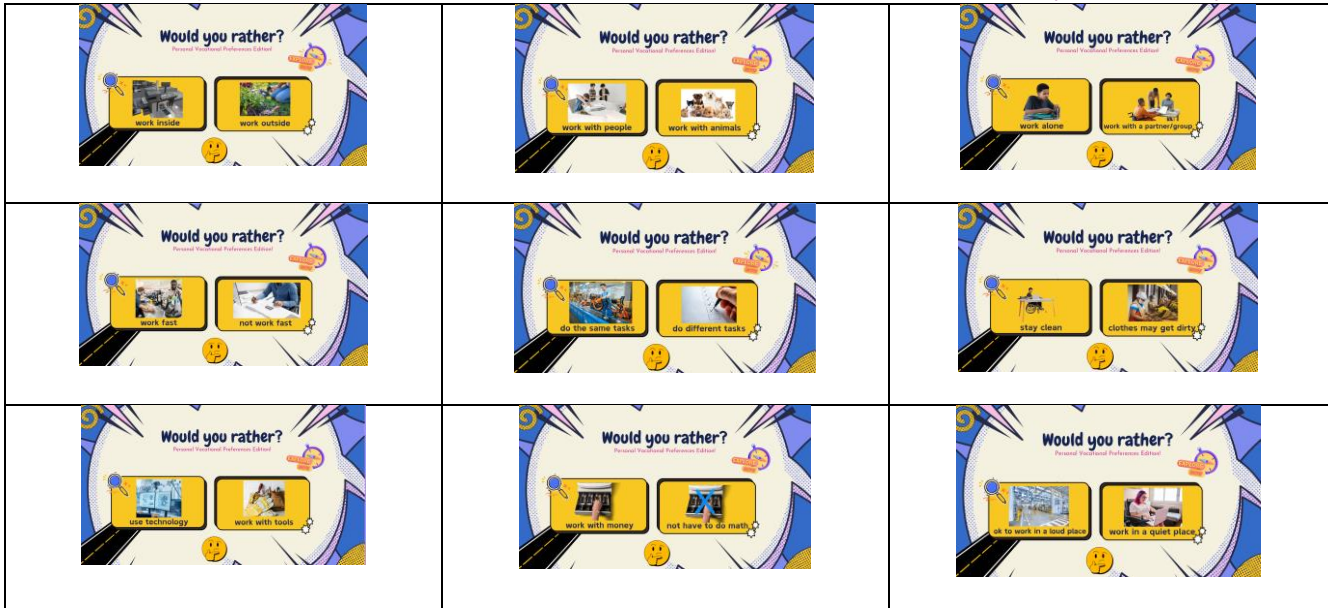 Would you rather?
Personal Vocational Preferences Edition!
work inside
work outside
Would you rather?
Personal Vocational Preferences Edition!
work with people
work with animals
Would you rather?
Personal Vocational Preferences Edition!
work alone
work with a partner/group
Would you rather?
Personal Vocational Preferences Edition!
work fast
not work fast
Would you rather?
Personal Vocational Preferences Edition!
do the same tasks
do different tasks
Would you rather?
Personal Vocational Preferences Edition!
stay clean
clothes may get dirty
Would you rather?
Personal Vocational Preferences Edition!
use technology
work with tools
Would you rather?
Personal Vocational Preferences Edition!
work with money
not have to do math
Would you rather?
Personal Vocational Preferences Edition!
ok to work in a loud place
work in a quiet place